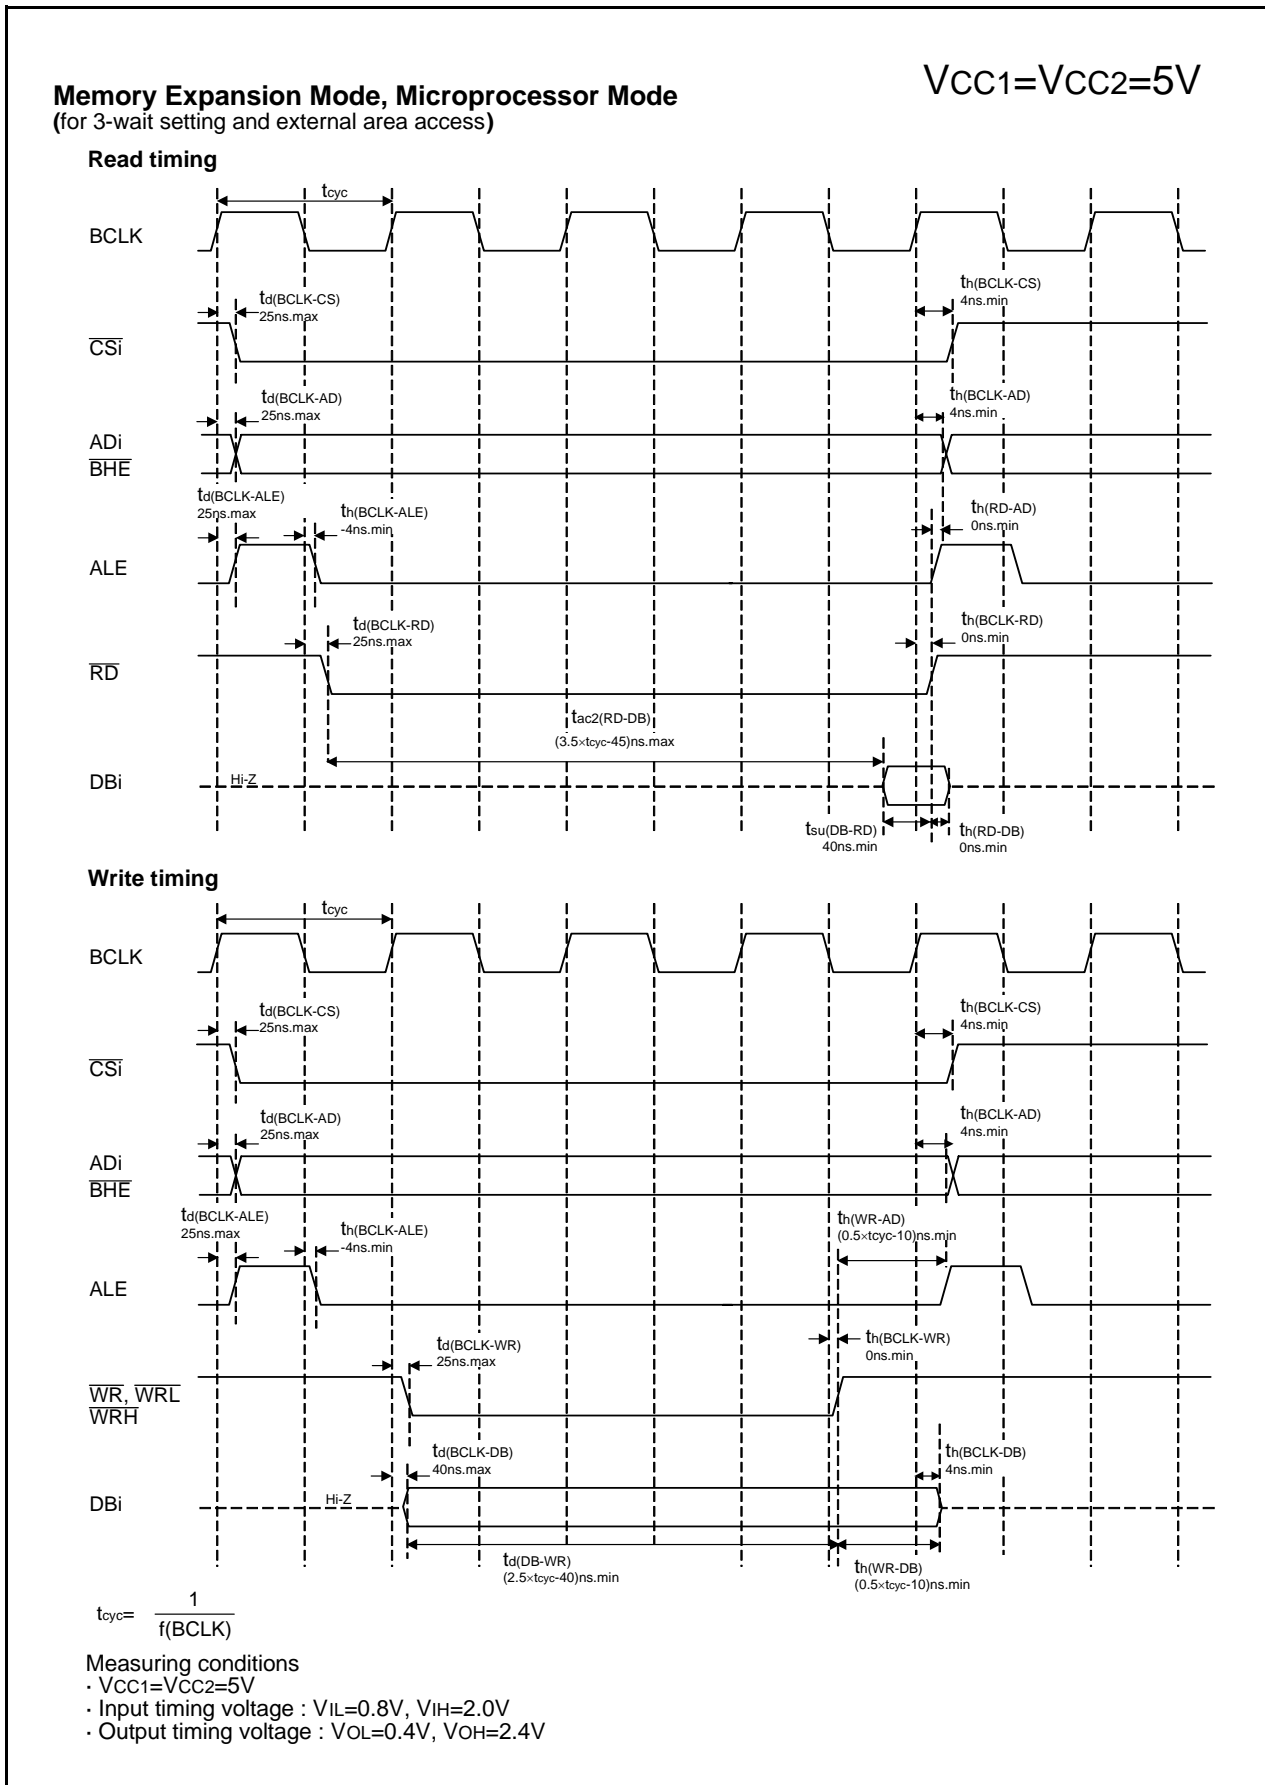 VCC1=VCC2=5V
Memory Expansion Mode, Microprocessor Mode
(for 3-wait setting and external area access)
Read timing
tcyc
BCLK
td(BCLK-CS)
25ns.max
th(BCLK-CS)
4ns.min
CSi
td(BCLK-AD)
25ns.max
th(BCLK-AD)
4ns.min
ADi
BHE
td(BCLK-ALE)
25ns.max
th(BCLK-ALE)
-4ns.min
th(RD-AD)
0ns.min
ALE
td(BCLK-RD)
25ns.max
th(BCLK-RD)
0ns.min
RD
tac2(RD-DB)
(3.5×tcyc-45)ns.max
DBi
Hi-Z
tsu(DB-RD)
40ns.min
th(RD-DB)
0ns.min
Write timing
tcyc
BCLK
td(BCLK-CS)
25ns.max
th(BCLK-CS)
4ns.min
CSi
td(BCLK-AD)
25ns.max
th(BCLK-AD)
4ns.min
ADi
BHE
td(BCLK-ALE)
25ns.max
th(BCLK-ALE)
-4ns.min
th(WR-AD)
(0.5×tcyc-10)ns.min
ALE
td(BCLK-WR)
25ns.max
th(BCLK-WR)
0ns.min
WR, WRL
WRH
td(BCLK-DB)
40ns.max
th(BCLK-DB)
4ns.min
DBi
Hi-Z
td(DB-WR)
(2.5×tcyc-40)ns.min
th(WR-DB)
(0.5×tcyc-10)ns.min
tcyc= 1
f(BCLK)
Measuring conditions
· VCC1=VCC2=5V
· Input timing voltage : VIL=0.8V, VIH=2.0V
· Output timing voltage : VOL=0.4V, VOH=2.4V